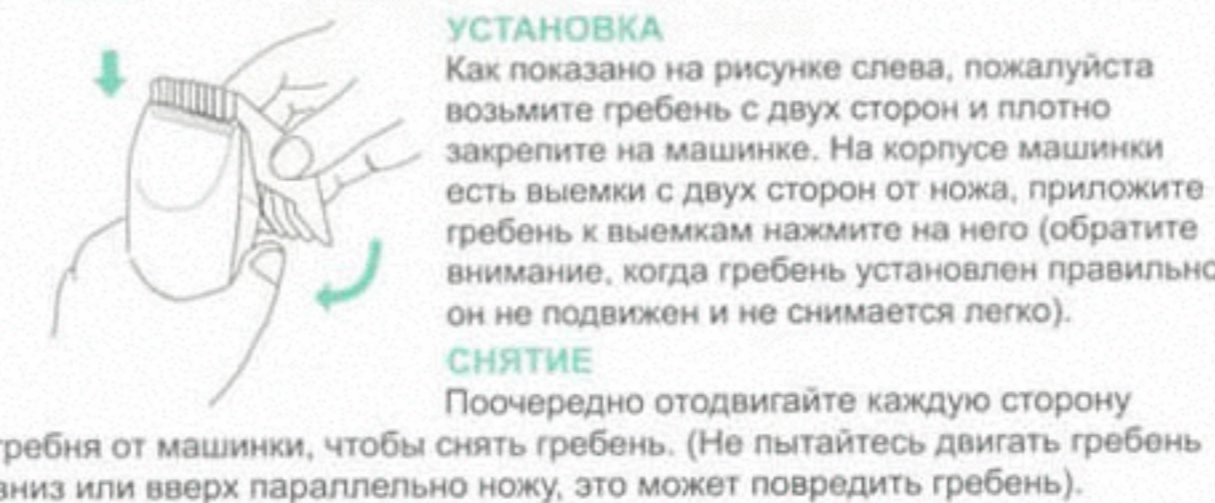 УСТАНОВКА
Как показано на рисунке слева, пожалуйста
возьмите гребень с двух сторон и плотно
закрепите на машинке. На корпусе машинки
есть выемки с двух сторон от ножа, приложите
гребень к выемкам нажмите на него (обратите
внимание, когда гребень установлен правильно
он не подвижен и не снимается легко).
СНЯТИЕ
Поочередно отодвигайте каждую сторону
гребня от машинки, чтобы снять гребень. (Не пытайтесь двигать гребень
вниз или вверх параллельно ножу, это может повредить гребень).